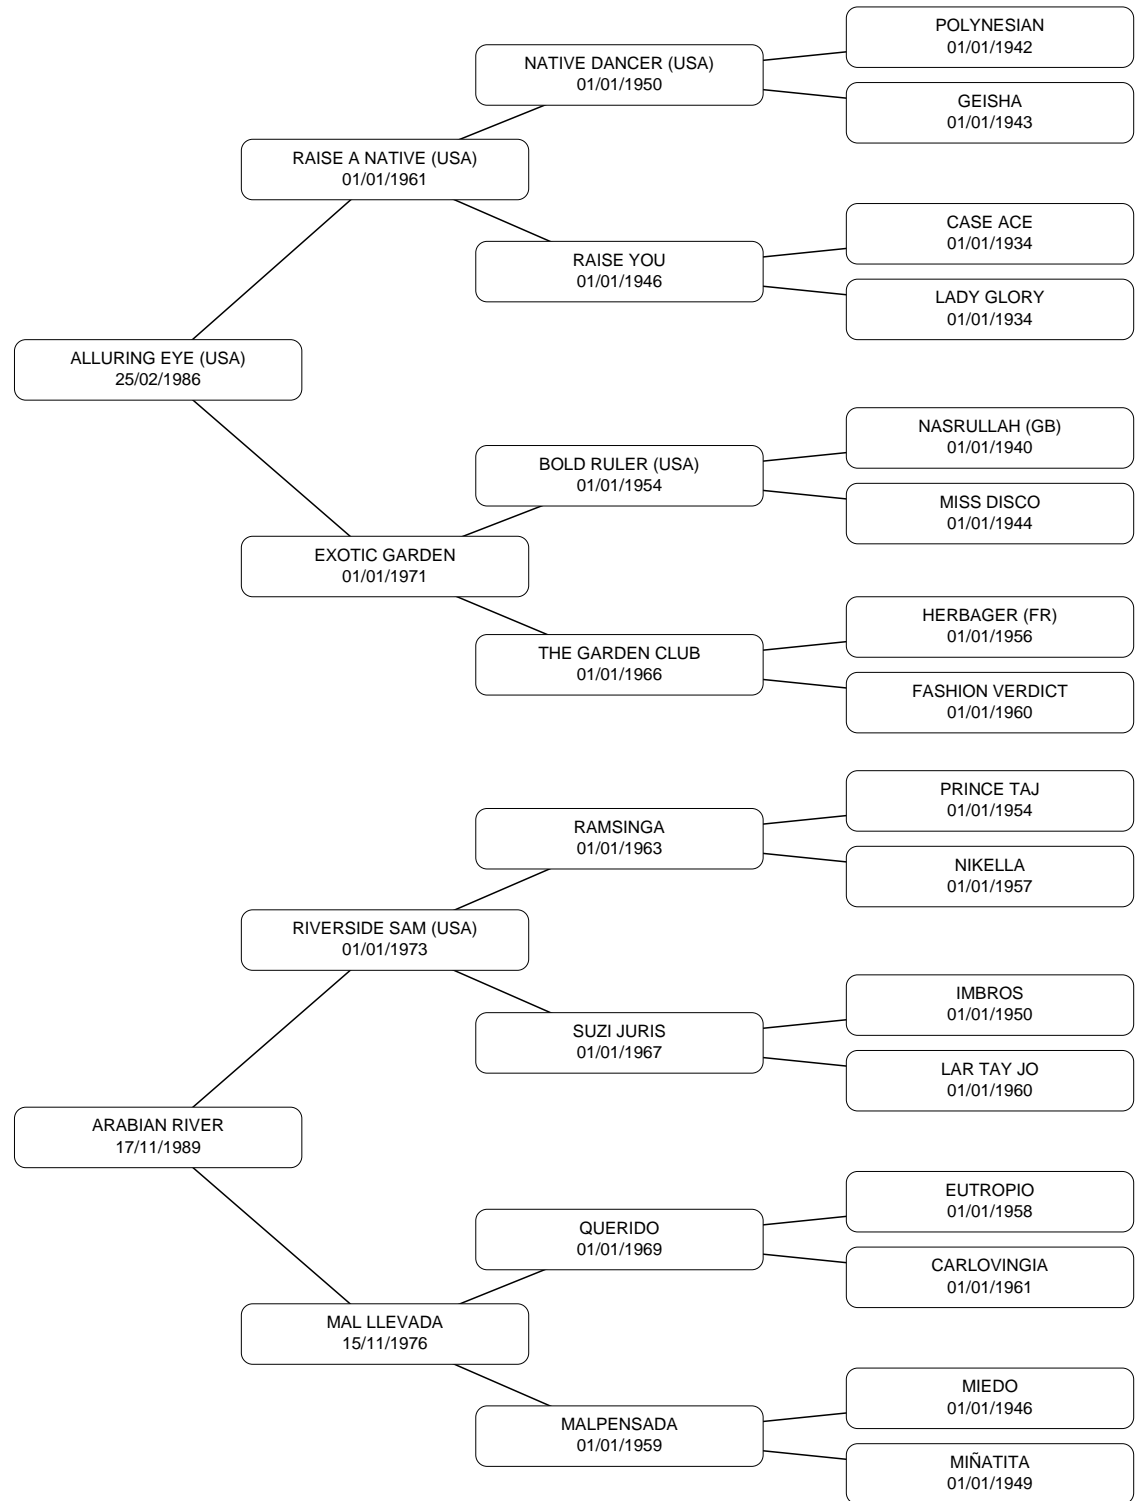 POLYNESIAN
01/01/1942
NATIVE DANCER (USA)
01/01/1950
GEISHA
01/01/1943
RAISE A NATIVE (USA)
01/01/1961
CASE ACE
01/01/1934
RAISE YOU
01/01/1946
LADY GLORY
01/01/1934
ALLURING EYE (USA)
25/02/1986
NASRULLAH (GB)
01/01/1940
BOLD RULER (USA)
01/01/1954
MISS DISCO
01/01/1944
EXOTIC GARDEN
01/01/1971
HERBAGER (FR)
01/01/1956
THE GARDEN CLUB
01/01/1966
FASHION VERDICT
01/01/1960
PRINCE TAJ
01/01/1954
RAMSINGA
01/01/1963
NIKELLA
01/01/1957
RIVERSIDE SAM (USA)
01/01/1973
IMBROS
01/01/1950
SUZI JURIS
01/01/1967
LAR TAY JO
01/01/1960
ARABIAN RIVER
17/11/1989
EUTROPIO
01/01/1958
QUERIDO
01/01/1969
CARLOVINGIA
01/01/1961
MAL LLEVADA
15/11/1976
MIEDO
01/01/1946
MALPENSADA
01/01/1959
MIÑATITA
01/01/1949